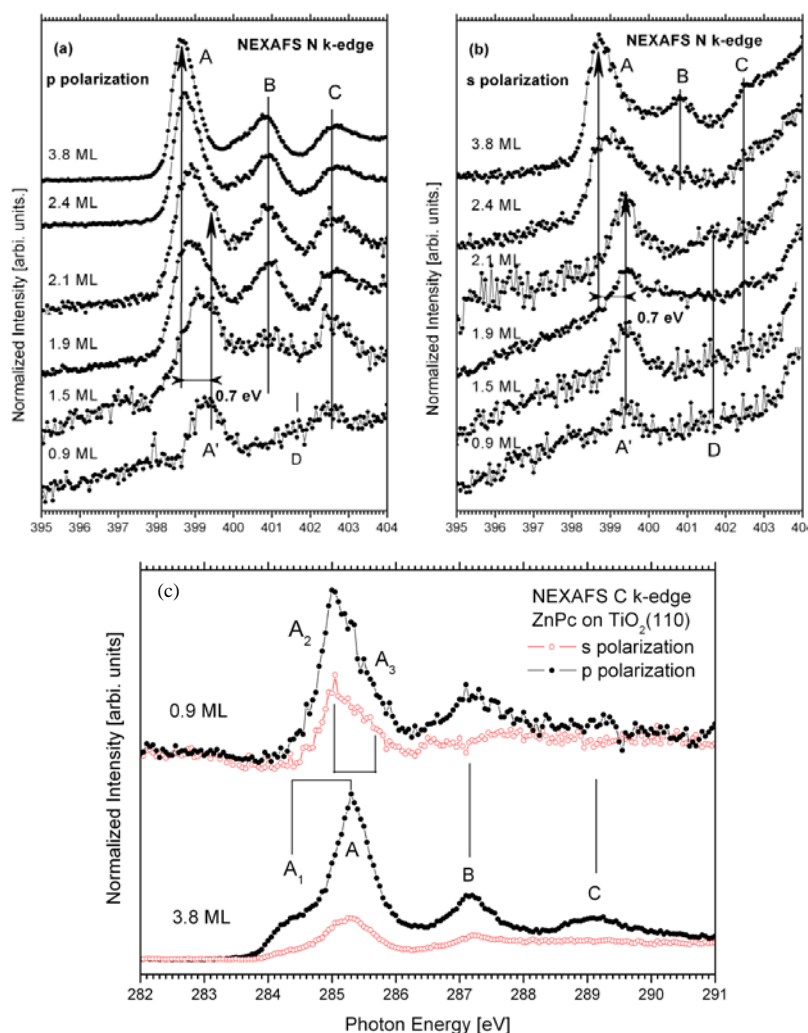 (a)
A
NEXAFS N k-edge
p polarization
B
C
3.8 ML
2.4 ML
2.1 ML
1.9 ML
1.5 ML
0.7 eV
0.9 ML
A'
D
Normalized Intensity [arbi. units.]
395 396 397 398 399 400 401 402 403 404
(b)
NEXAFS N k-edge
s polarization
A
B
C
3.8 ML
2.4 ML
2.1 ML
0.7 eV
1.9 ML
1.5 ML
0.9 ML
A'
D
Normalized Intensity [arbi. units.]
395 396 397 398 399 400 401 402 403 404
(c)
NEXAFS C k-edge
ZnPc on TiO₂(110)
s polarization
p polarization
A₂
A₃
0.9 ML
A₁
A
B
C
3.8 ML
Normalized Intensity [arbi. units]
282 283 284 285 286 287 288 289 290 291
Photon Energy [eV]